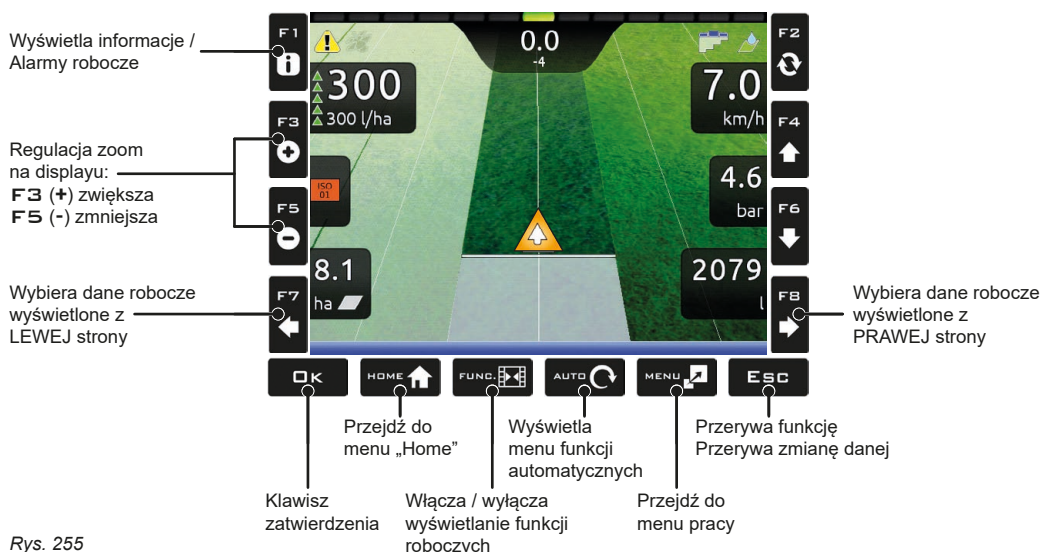 Wyświetla informacje /
Alarmy robocze
Regulacja zoom
na displayu:
F3 (+) zwiększa
F5 (-) zmniejsza
Wybiera dane robocze
wyświetlone z
LEWEJ strony
F1
F3
F5
F7
0.0
-4
300
300 l/ha
ISO
01
8.1
ha
7.0
km/h
4.6
bar
2079
l
F2
F4
F6
F8
Wybiera dane robocze
wyświetlone z
PRAWEJ strony
OK
HOME
FUNC.
AUTO
MENU
ESC
Przejdź do
menu „Home”
Wyświetla
menu funkcji
automatycznych
Przerywa funkcję
Przerywa zmianę danej
Klawisz
zatwierdzenia
Włącza / wyłącza
wyświetlanie funkcji
roboczych
Przejdź do
menu pracy
Rys. 255